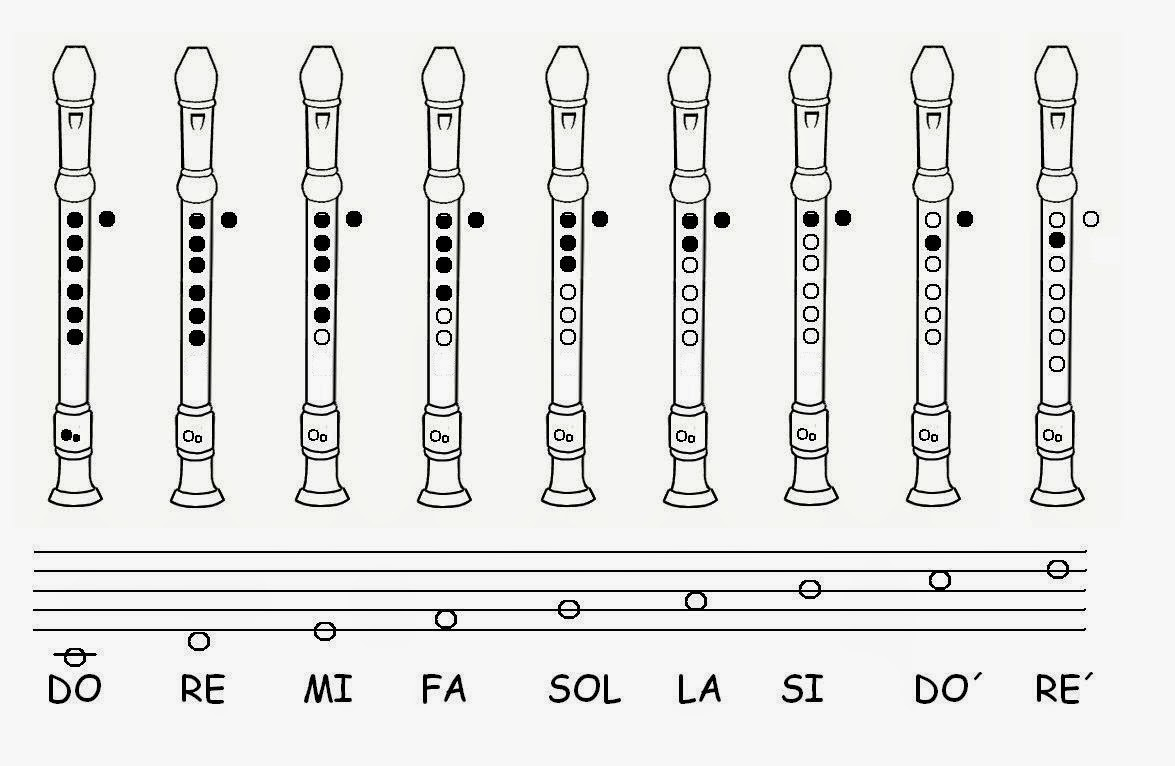 DO RE MI FA SOL LA SI DO´ RE´